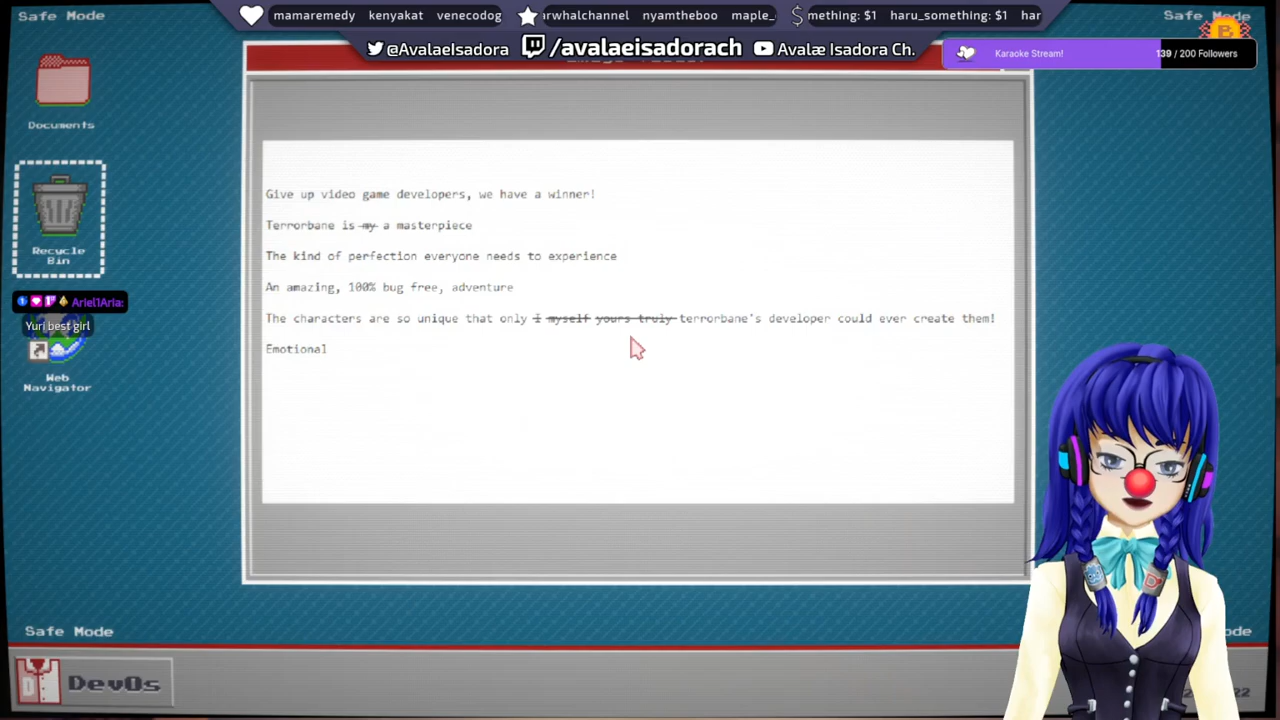 mamaremedy kenyakat venecodog
narwhalchannel nyamtheboo maple_
mething: $1 haru_something: $1 har
@AvalaeIsadora /avalaeisadorach Avalæ Isadora Ch.
Safe Mode
Safe Mode
Karaoke Stream! 139 / 200 Followers
Documents
Recycle
Bin
Ariel1Aria:
Yuri best girl
Web
Navigator
Give up video game developers, we have a winner!
Terrorbane is my a masterpiece
The kind of perfection everyone needs to experience
An amazing, 100% bug free, adventure
The characters are so unique that only i myself yours truly terrorbane's developer could ever create them!
Emotional
Safe Mode
ode
D DevOs